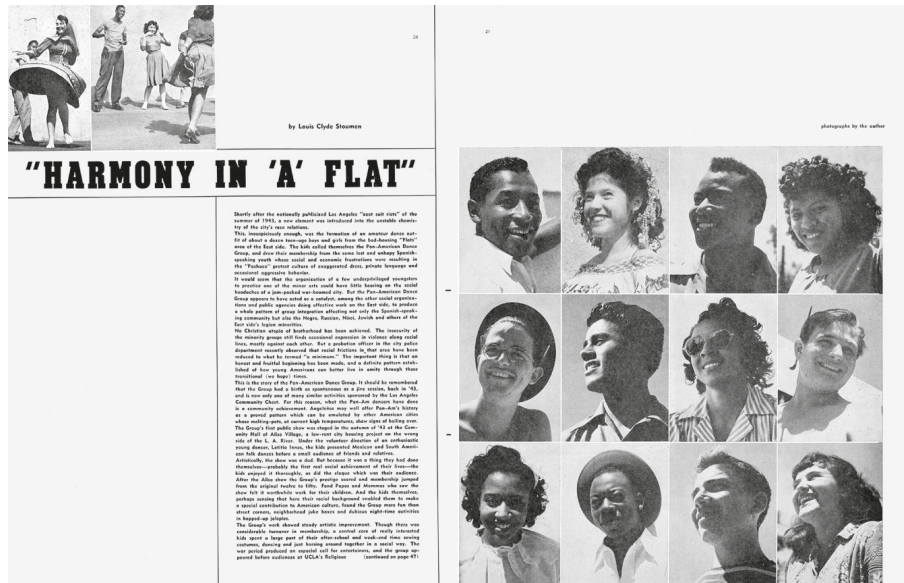 26
27
by Louis Clyde Stoumen
photographs by the author
"HARMONY IN 'A' FLAT"
Shortly after the nationally publicized Los Angeles "zoot suit riots" of the
summer of 1943, a new element was introduced into the unstable chemis-
try of the city's race relations.
This, inauspiciously enough, was the formation of an amateur dance out-
fit of about a dozen teen-age boys and girls from the bad-housing "Flats"
area of the East side. The kids called themselves the Pan-American Dance
Group, and drew their membership from the same lost and unhappy Spanish-
speaking youth whose social and economic frustrations were resulting in
the "Pachuco" protest culture of exaggerated dress, private language and
occasional aggressive behavior.
It would seem that the organization of a few underprivileged youngsters
to practice one of the minor arts could have little bearing on the social
headaches of a jam-packed war-boomed city. But the Pan-American Dance
Group appears to have acted as a catalyst, among the other social organiza-
tions and public agencies doing effective work on the East side, to produce
a whole pattern of group integration affecting not only the Spanish-speak-
ing community but also the Negro, Russian, Nisei, Jewish and others of the
East side's legion minorities.
No Christian utopia of brotherhood has been achieved. The insecurity of
the minority groups still finds occasional expression in violence along racial
lines, mostly against each other. But a probation officer in the city police
department recently observed that racial frictions in that area have been
reduced to what he termed "a minimum." The important thing is that an
honest and fruitful beginning has been made, and a definite pattern estab-
lished of how young Americans can better live in amity through these
transitional (we hope) times.
This is the story of the Pan-American Dance Group. It should be remembered
that the Group had a birth as spontaneous as a jive session, back in '43,
and is now only one of many similar activities sponsored by the Los Angeles
Community Chest. For this reason, what the Pan-Am dancers have done
is a community achievement. Angelenos may well offer Pan-Am's history
as a proved pattern which can be emulated by other American cities
whose melting-pots, at current high temperatures, show signs of boiling over.
The Group's first public show was staged in the autumn of '43 at the Com-
munity Hall of Aliso Village, a low-rent city housing project on the wrong
side of the L. A. River. Under the volunteer direction of an enthusiastic
young dancer, Letitia Innes, the kids presented Mexican and South Ameri-
can folk dances before a small audience of friends and relatives.
Artistically, the show was a dud. But because it was a thing they had done
themselves—probably the first real social achievement of their lives—the
kids enjoyed it thoroughly, as did the claque which was their audience.
After the Aliso show the Group's prestige soared and membership jumped
from the original twelve to fifty. Fond Papas and Mammas who saw the
show felt it worthwhile work for their children. And the kids themselves,
perhaps sensing that here their racial background enabled them to make
a special contribution to American culture, found the Group more fun than
street corners, neighborhood juke boxes and dubious night-time activities
in hopped-up jalopies.
The Group's work showed steady artistic improvement. Though there was
considerable turnover in membership, a central core of really interested
kids spent a large part of their after-school and week-end time sewing
costumes, dancing and just horsing around together in a social way. The
war period produced an especial call for entertainers, and the group ap-
peared before audiences at UCLA's Religious (continued on page 47)